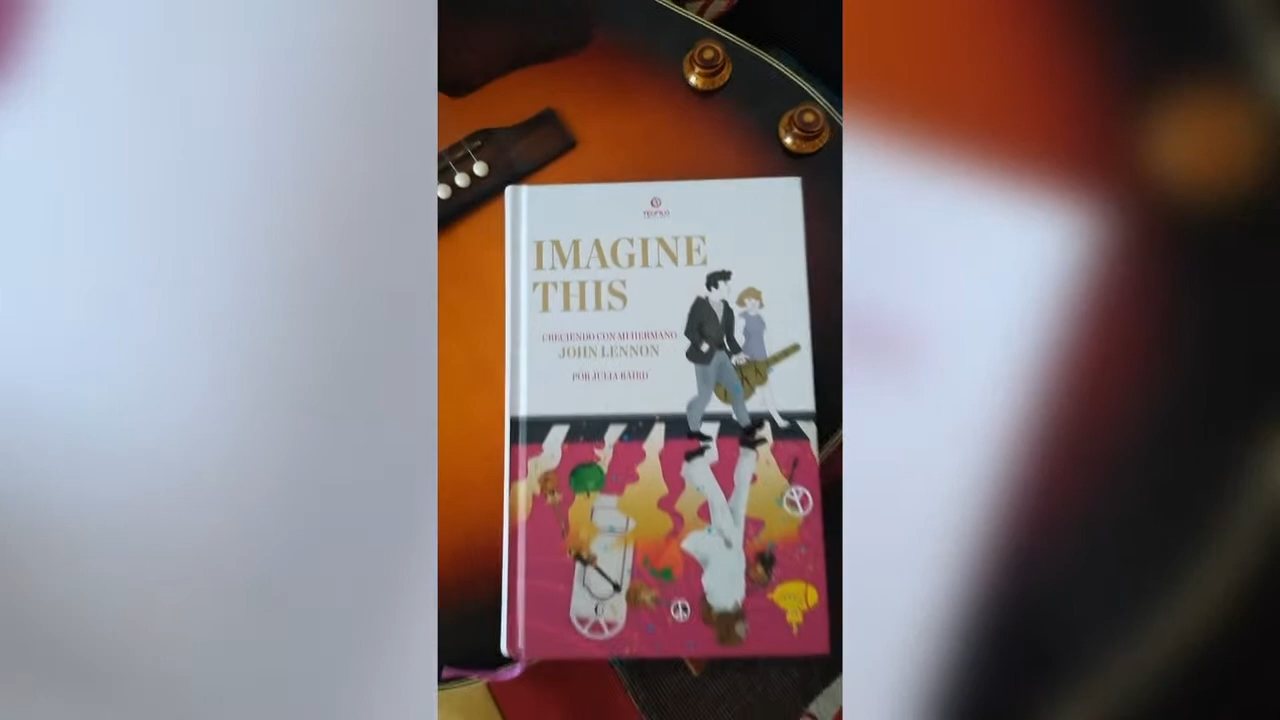 IMAGINE
THIS
CRECIENDO CON MI HERMANO
JOHN LENNON
POR JULIA BAIRD